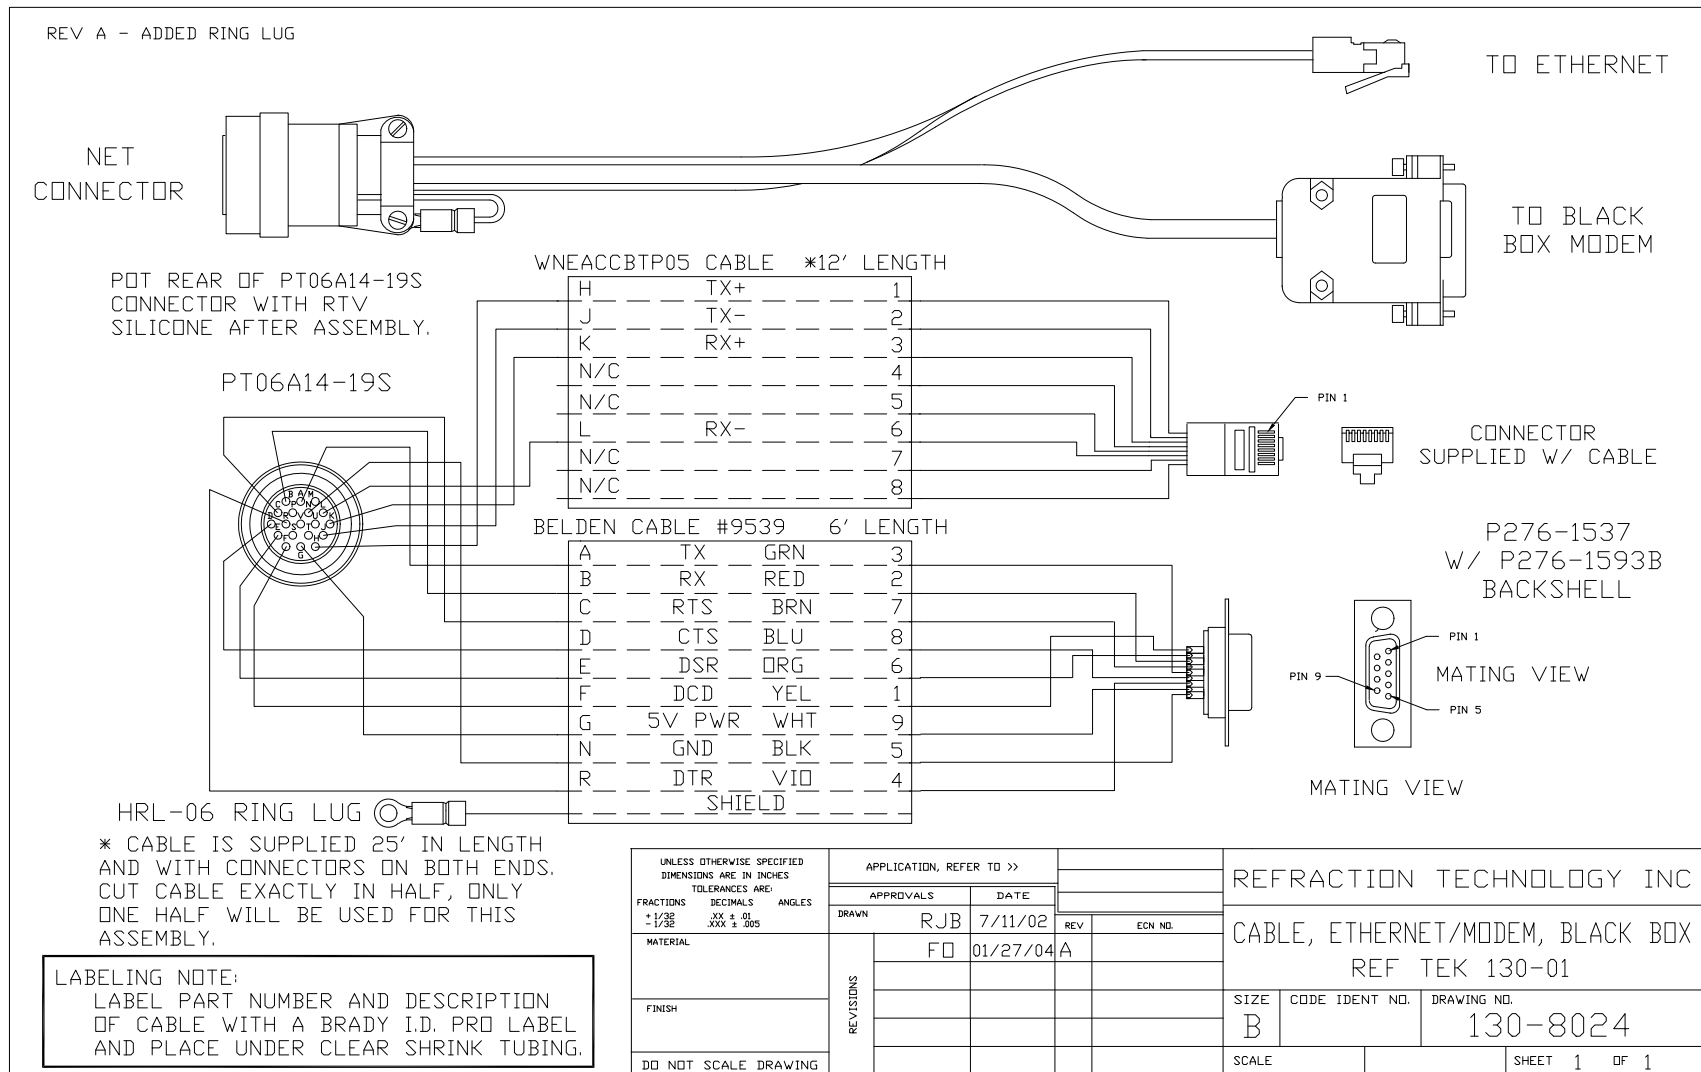 REV A - ADDED RING LUG
TO ETHERNET
NET
CONNECTOR
TO BLACK
BOX MODEM
POT REAR OF PT06A14-19S
CONNECTOR WITH RTV
SILICONE AFTER ASSEMBLY.
WNEACCBTP05 CABLE *12' LENGTH
H TX+ 1
J TX- 2
K RX+ 3
N/C 4
N/C 5
L RX- 6
N/C 7
N/C 8
PT06A14-19S
B A M
C P N L
D R V U K
E S T J
F H
G
PIN 1
CONNECTOR
SUPPLIED W/ CABLE
BELDEN CABLE #9539 6' LENGTH
A TX GRN 3
B RX RED 2
C RTS BRN 7
D CTS BLU 8
E DSR ORG 6
F DCD YEL 1
G 5V PWR WHT 9
N GND BLK 5
R DTR VIO 4
SHIELD
P276-1537
W/ P276-1593B
BACKSHELL
PIN 1
PIN 9
MATING VIEW
PIN 5
MATING VIEW
HRL-06 RING LUG
* CABLE IS SUPPLIED 25' IN LENGTH
AND WITH CONNECTORS ON BOTH ENDS.
CUT CABLE EXACTLY IN HALF, ONLY
ONE HALF WILL BE USED FOR THIS
ASSEMBLY.
LABELING NOTE:
LABEL PART NUMBER AND DESCRIPTION
OF CABLE WITH A BRADY I.D. PRO LABEL
AND PLACE UNDER CLEAR SHRINK TUBING.
UNLESS OTHERWISE SPECIFIED
DIMENSIONS ARE IN INCHES
TOLERANCES ARE:
FRACTIONS DECIMALS ANGLES
+ 1/32 .XX ± .01
- 1/32 .XXX ± .005
MATERIAL
FINISH
DO NOT SCALE DRAWING
APPLICATION, REFER TO >>
APPROVALS DATE
DRAWN RJB 7/11/02 REV ECN NO.
FO 01/27/04 A
REVISIONS
REFRACTION TECHNOLOGY INC
CABLE, ETHERNET/MODEM, BLACK BOX
REF TEK 130-01
SIZE CODE IDENT NO. DRAWING NO.
B 130-8024
SCALE SHEET 1 OF 1